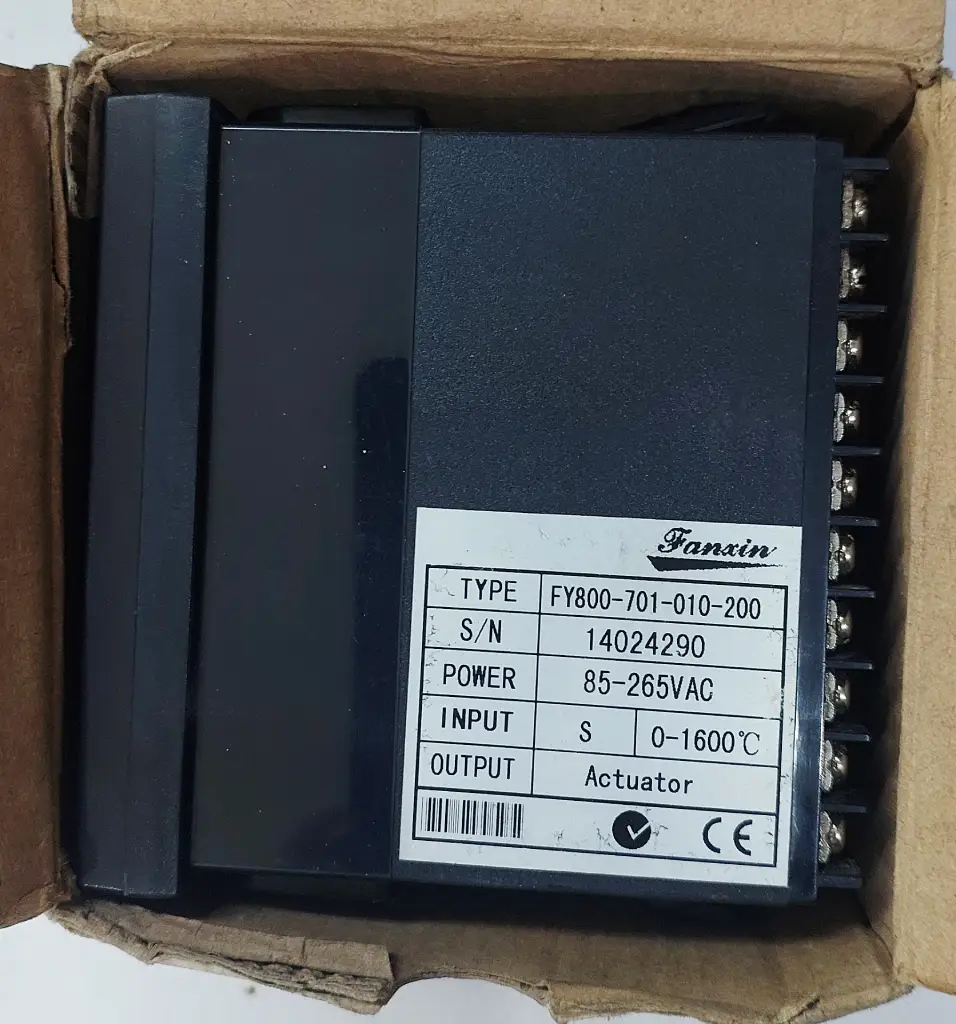 Fanxin
TYPE FY800-701-010-200
S/N 14024290
POWER 85-265VAC
INPUT S 0-1600℃
OUTPUT Actuator
CE